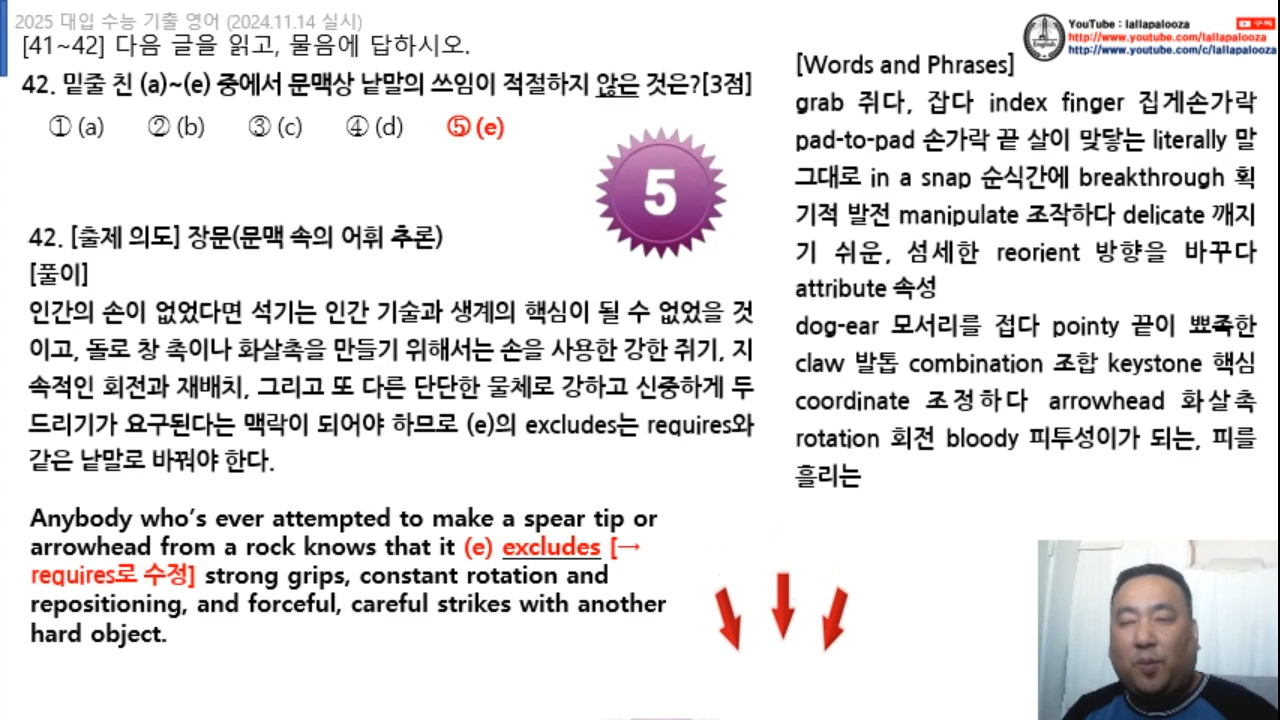 2025 대입 수능 기출 영어 (2024.11.14 실시)
[41~42] 다음 글을 읽고, 물음에 답하시오.
42. 밑줄 친 (a)~(e) 중에서 문맥상 낱말의 쓰임이 적절하지 않은 것은?[3점]
① (a) ② (b) ③ (c) ④ (d) ⑤ (e)
5
42. [출제 의도] 장문(문맥 속의 어휘 추론)
[풀이]
인간의 손이 없었다면 석기는 인간 기술과 생계의 핵심이 될 수 없었을 것
이고, 돌로 창 촉이나 화살촉을 만들기 위해서는 손을 사용한 강한 쥐기, 지
속적인 회전과 재배치, 그리고 또 다른 단단한 물체로 강하고 신중하게 두
드리기가 요구된다는 맥락이 되어야 하므로 (e)의 excludes는 requires와
같은 낱말로 바꿔야 한다.
Anybody who's ever attempted to make a spear tip or
arrowhead from a rock knows that it (e) excludes [→
requires로 수정] strong grips, constant rotation and
repositioning, and forceful, careful strikes with another
hard object.
YouTube : lallapalooza
구독
http://www.youtube.com/lallapalooza
http://www.youtube.com/c/lallapalooza
English
[Words and Phrases]
grab 쥐다, 잡다 index finger 집게손가락
pad-to-pad 손가락 끝 살이 맞닿는 literally 말
그대로 in a snap 순식간에 breakthrough 획
기적 발전 manipulate 조작하다 delicate 깨지
기 쉬운, 섬세한 reorient 방향을 바꾸다
attribute 속성
dog-ear 모서리를 접다 pointy 끝이 뾰족한
claw 발톱 combination 조합 keystone 핵심
coordinate 조정하다 arrowhead 화살촉
rotation 회전 bloody 피투성이가 되는, 피를
흘리는